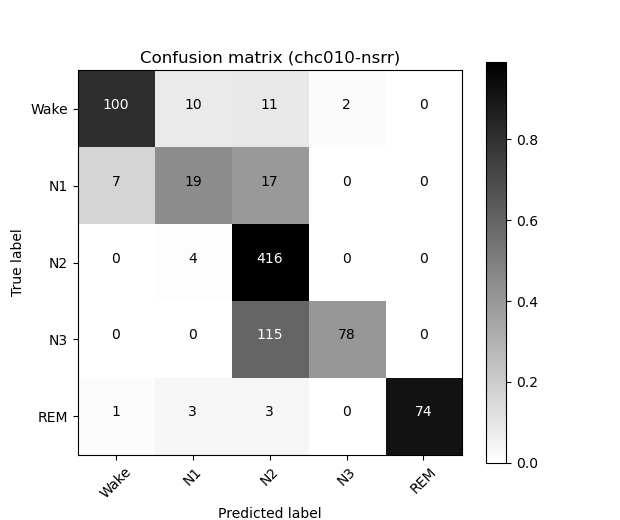 Confusion matrix (chc010-nsrr)
Wake 100 10 11 2 0
N1 7 19 17 0 0
N2 0 4 416 0 0
N3 0 0 115 78 0
REM 1 3 3 0 74
Wake N1 N2 N3 REM
True label
Predicted label
0.8
0.6
0.4
0.2
0.0